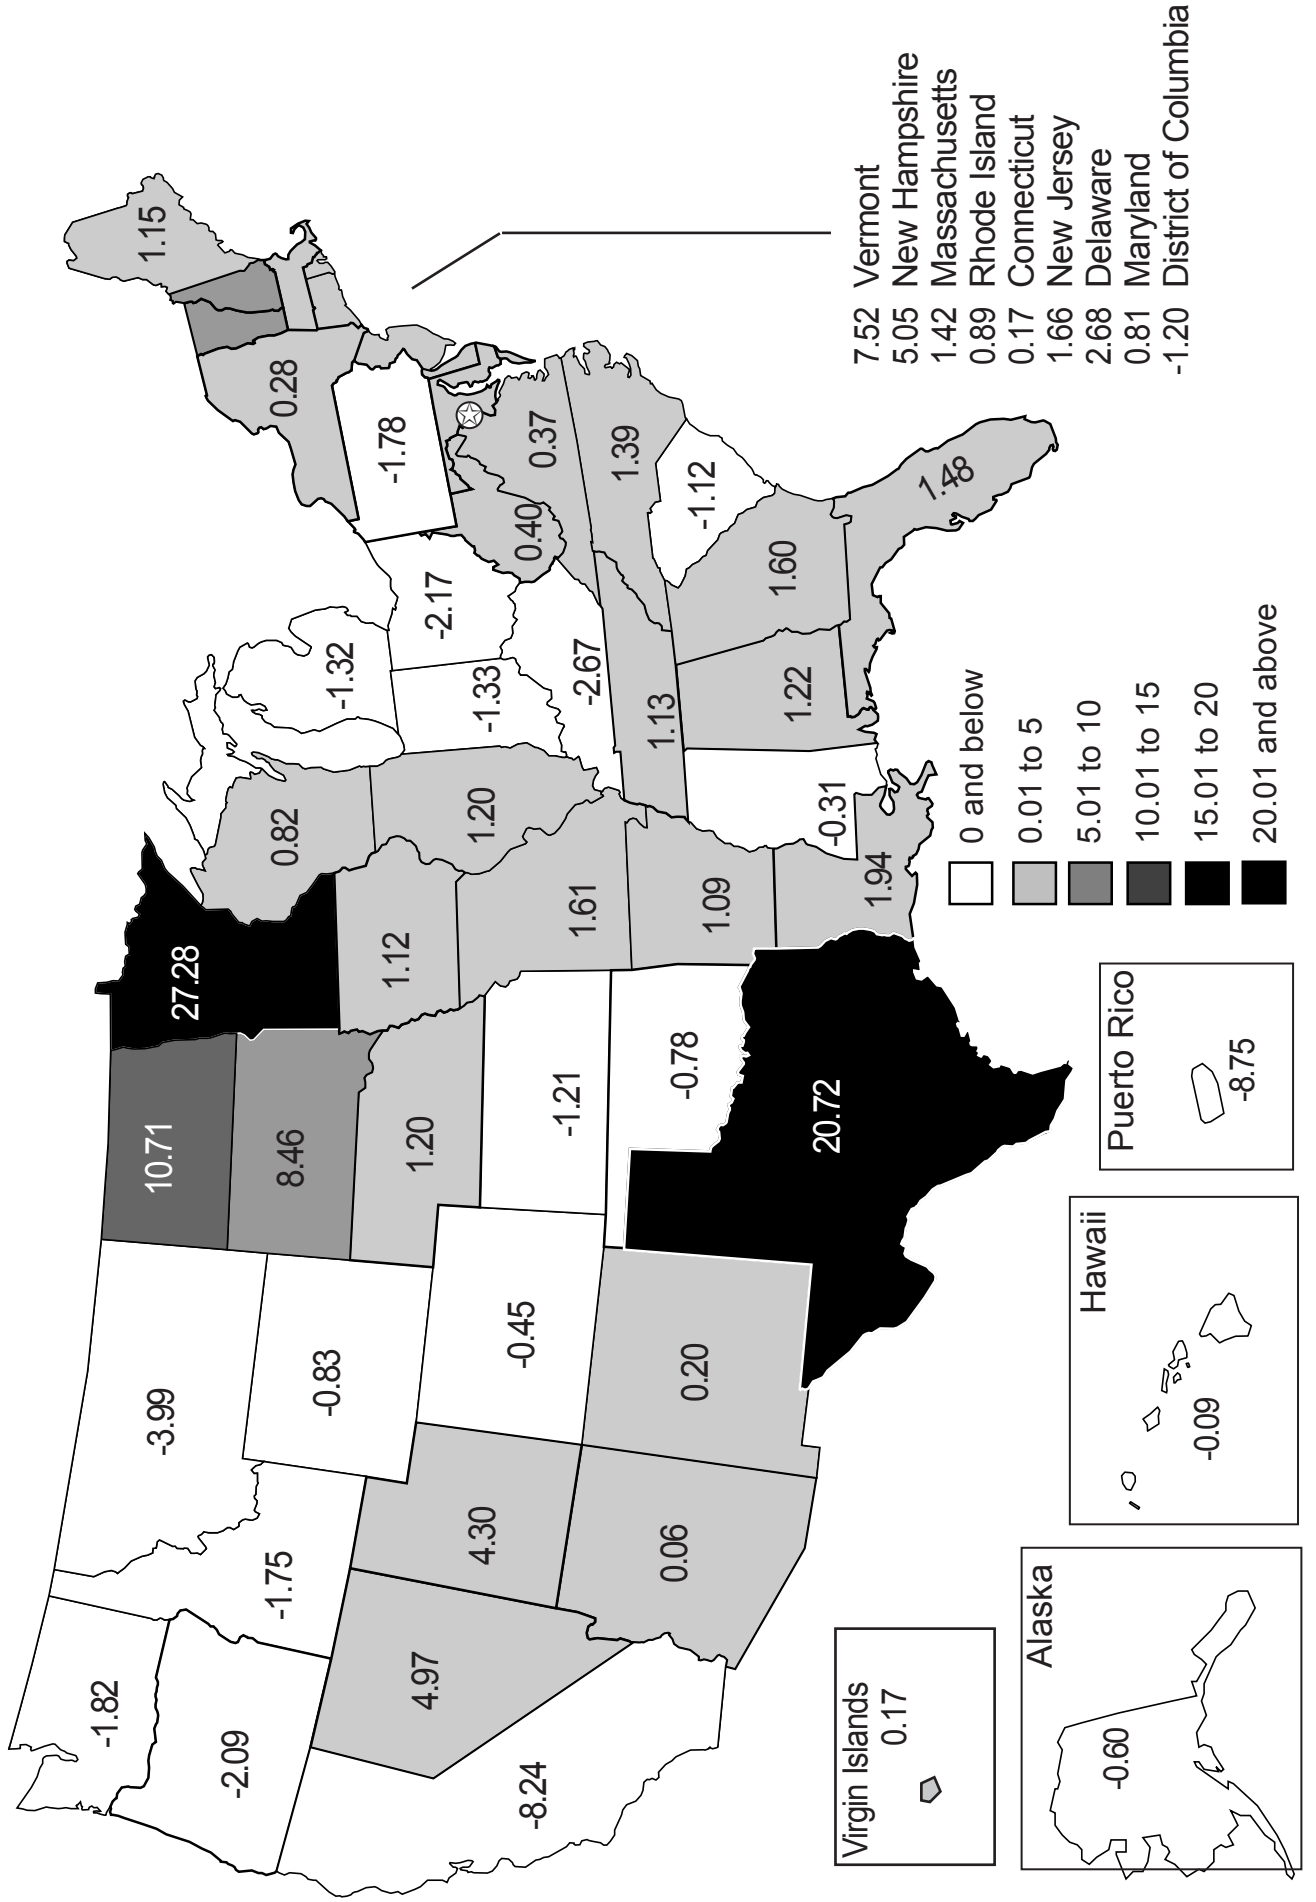 -1.82
-3.99
10.71
27.28
-2.09
-1.75
-0.83
8.46
0.82
-1.32
0.28
1.15
4.97
4.30
-0.45
1.20
1.12
1.20
-1.33
-2.17
-1.78
-8.24
0.06
0.20
-1.21
1.61
-2.67
0.40
0.37
-0.78
1.09
1.13
1.39
20.72
1.94
-0.31
1.22
1.60
-1.12
1.48
7.52 Vermont
5.05 New Hampshire
1.42 Massachusetts
0.89 Rhode Island
0.17 Connecticut
1.66 New Jersey
2.68 Delaware
0.81 Maryland
-1.20 District of Columbia
Virgin Islands
0.17
Alaska
-0.60
Hawaii
-0.09
Puerto Rico
-8.75
0 and below
0.01 to 5
5.01 to 10
10.01 to 15
15.01 to 20
20.01 and above